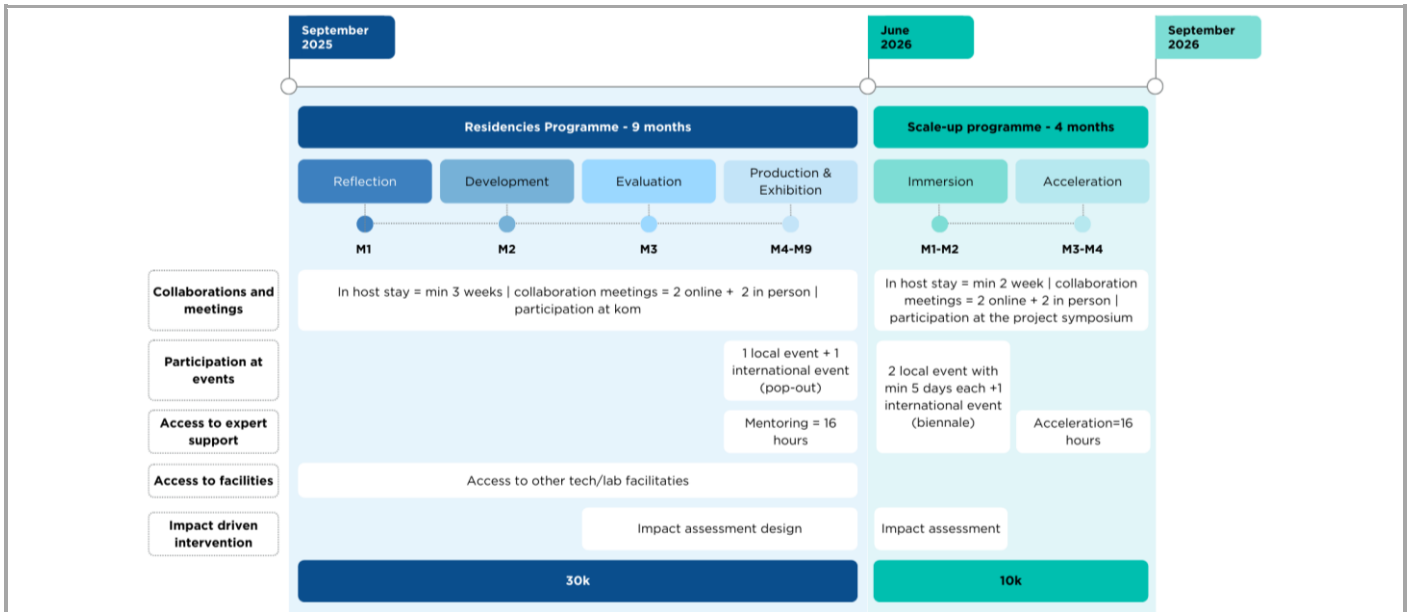 September
2025
June
2026
September
2026
Residencies Programme - 9 months
Scale-up programme - 4 months
Reflection
Development
Evaluation
Production &
Exhibition
Immersion
Acceleration
M1
M2
M3
M4-M9
M1-M2
M3-M4
Collaborations and
meetings
In host stay = min 3 weeks | collaboration meetings = 2 online + 2 in person |
participation at kom
In host stay = min 2 week | collaboration
meetings = 2 online + 2 in person |
participation at the project symposium
Participation at
events
1 local event + 1
international event
(pop-out)
2 local event with
min 5 days each +1
international event
(biennale)
Access to expert
support
Mentoring = 16
hours
Acceleration=16
hours
Access to facilities
Access to other tech/lab facilitaties
Impact driven
intervention
Impact assessment design
Impact assessment
30k
10k